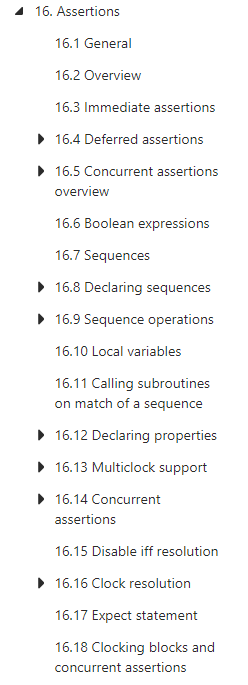 16. Assertions
16.1 General
16.2 Overview
16.3 Immediate assertions
16.4 Deferred assertions
16.5 Concurrent assertions
overview
16.6 Boolean expressions
16.7 Sequences
16.8 Declaring sequences
16.9 Sequence operations
16.10 Local variables
16.11 Calling subroutines
on match of a sequence
16.12 Declaring properties
16.13 Multiclock support
16.14 Concurrent
assertions
16.15 Disable iff resolution
16.16 Clock resolution
16.17 Expect statement
16.18 Clocking blocks and
concurrent assertions